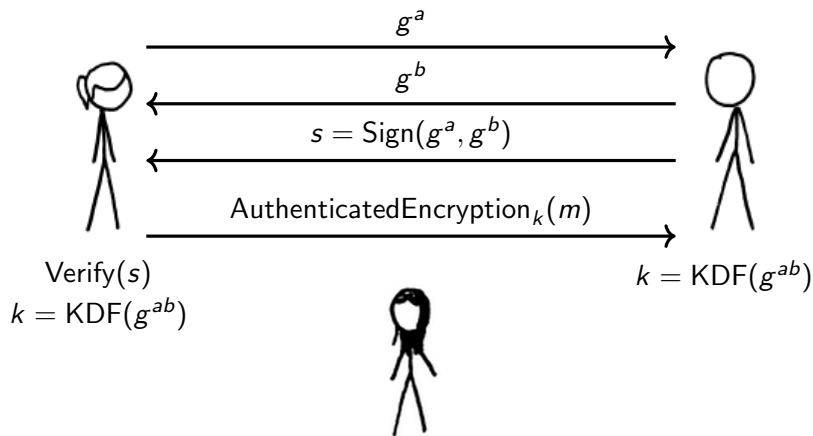 g^a
g^b
s = Sign(g^a, g^b)
AuthenticatedEncryption_k(m)
Verify(s)
k = KDF(g^{ab})
k = KDF(g^{ab})